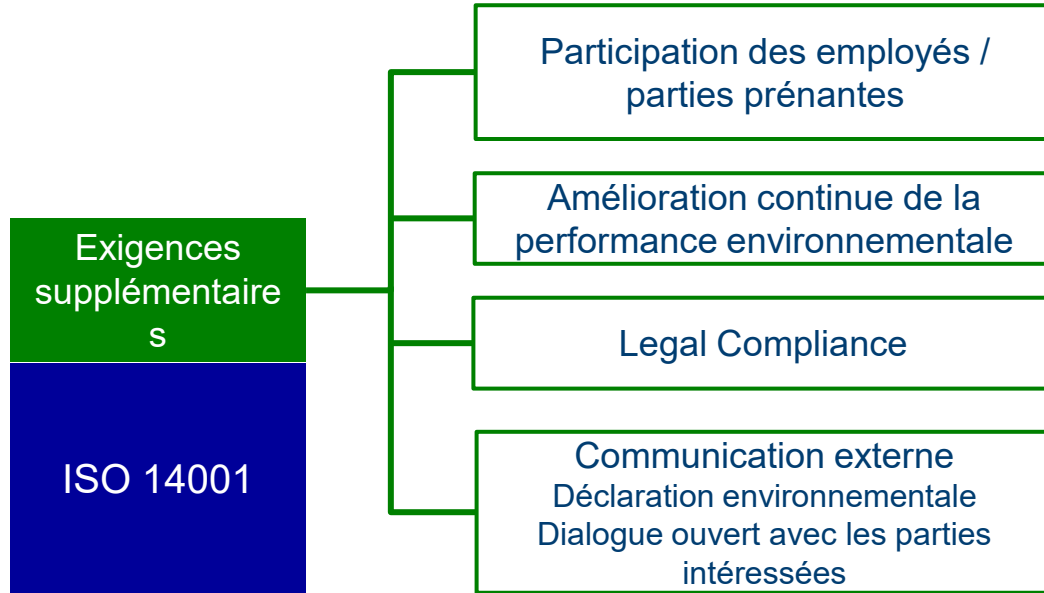 Participation des employés /
parties prénantes
Amélioration continue de la
performance environnementale
Exigences
supplémentaire
s
Legal Compliance
ISO 14001
Communication externe
Déclaration environnementale
Dialogue ouvert avec les parties
intéressées